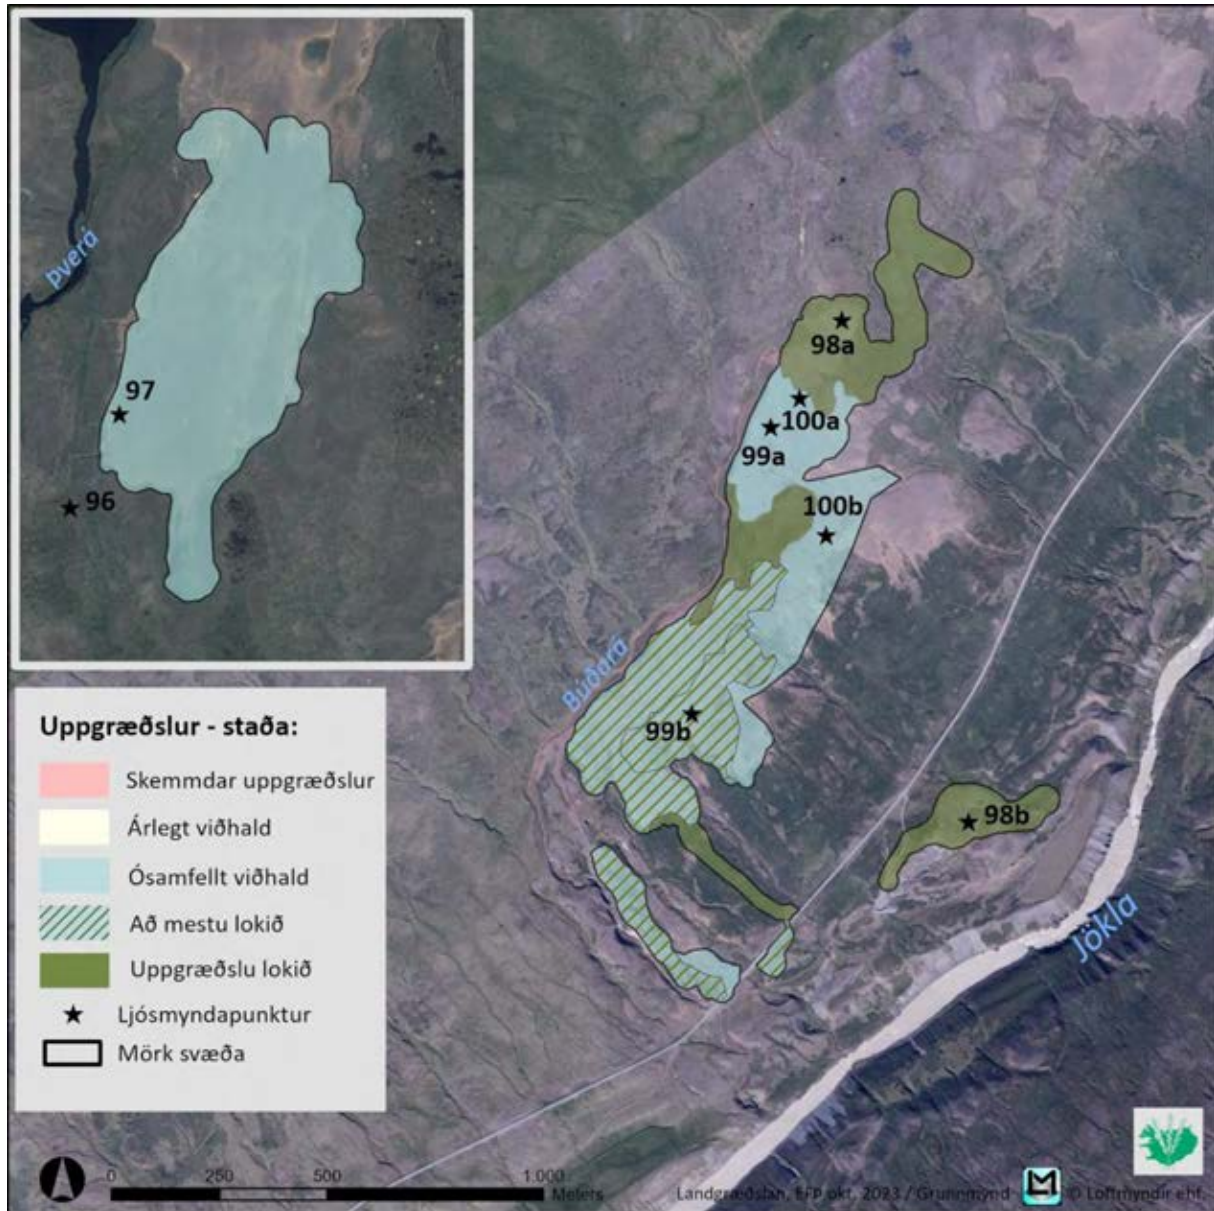 Þverá
97
96
98a
100a
99a
100b
Búðará
99b
98b
Jökla
Uppgræðslur - staða:
Skemmdar uppgræðslur
Árlegt viðhald
Ósamfellt viðhald
Að mestu lokið
Uppgræðslu lokið
Ljósmyndapunktur
Mörk svæða
0 250 500 1.000
Meters
Landgræðslan, EFÞ okt. 2023 / Grunnmynd © Loftmyndir ehf.